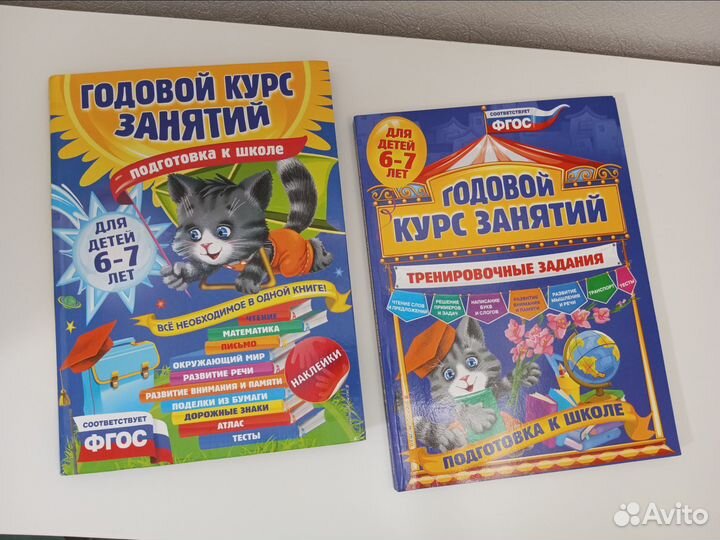 ГОДОВОЙ КУРС
ЗАНЯТИЙ
ПОДГОТОВКА К ШКОЛЕ
ДЛЯ
ДЕТЕЙ
6-7
ЛЕТ
ВСЁ НЕОБХОДИМОЕ В ОДНОЙ КНИГЕ!
ЧТЕНИЕ
МАТЕМАТИКА
ПИСЬМО
ОКРУЖАЮЩИЙ МИР
РАЗВИТИЕ РЕЧИ
РАЗВИТИЕ ВНИМАНИЯ И ПАМЯТИ
ПОДЕЛКИ ИЗ БУМАГИ
ДОРОЖНЫЕ ЗНАКИ
АТЛАС
ТЕСТЫ
НАКЛЕЙКИ
СООТВЕТСТВУЕТ
ФГОС
СООТВЕТСТВУЕТ
ФГОС
ДЛЯ
ДЕТЕЙ
6-7
ЛЕТ
ГОДОВОЙ
КУРС ЗАНЯТИЙ
ТРЕНИРОВОЧНЫЕ ЗАДАНИЯ
ЧТЕНИЕ СЛОВ
И ПРЕДЛОЖЕНИЙ
РЕШЕНИЕ
ПРИМЕРОВ
И ЗАДАЧ
НАПИСАНИЕ
БУКВ
И СЛОГОВ
РАЗВИТИЕ
ВНИМАНИЯ
И ПАМЯТИ
РАЗВИТИЕ
МЫШЛЕНИЯ
И РЕЧИ
ТРАНСПОРТ
ТЕСТЫ
ПОДГОТОВКА К ШКОЛЕ
Avito